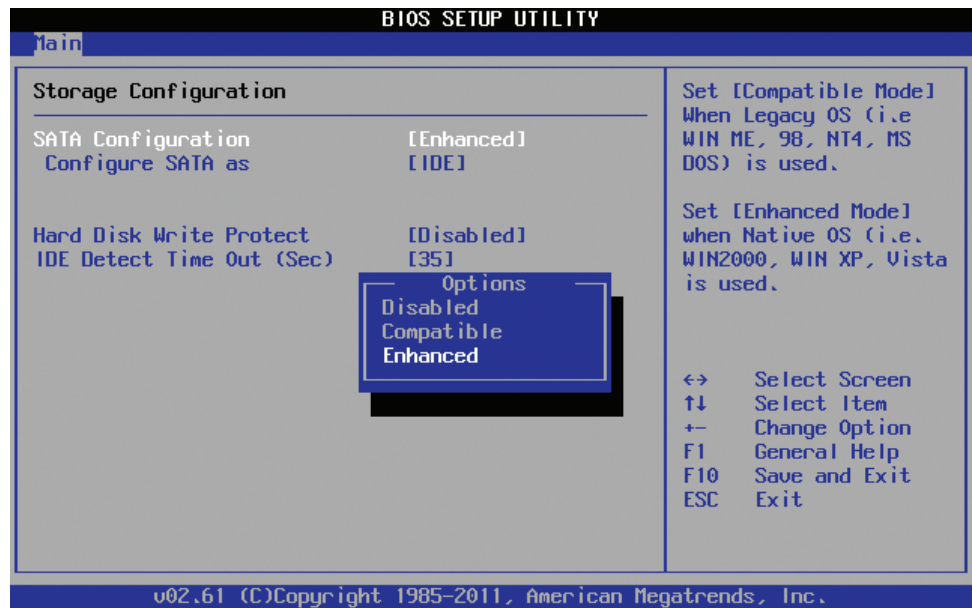 BIOS SETUP UTILITY
Main
Storage Configuration
SATA Configuration [Enhanced]
Configure SATA as [IDE]
Hard Disk Write Protect [Disabled]
IDE Detect Time Out (Sec) [35]
Options
Disabled
Compatible
Enhanced
Set [Compatible Mode]
When Legacy OS (i.e
WIN ME, 98, NT4, MS
DOS) is used.
Set [Enhanced Mode]
when Native OS (i.e.
WIN2000, WIN XP, Vista
is used.
←→ Select Screen
↑↓ Select Item
+- Change Option
F1 General Help
F10 Save and Exit
ESC Exit
v02.61 (C)Copyright 1985-2011, American Megatrends, Inc.